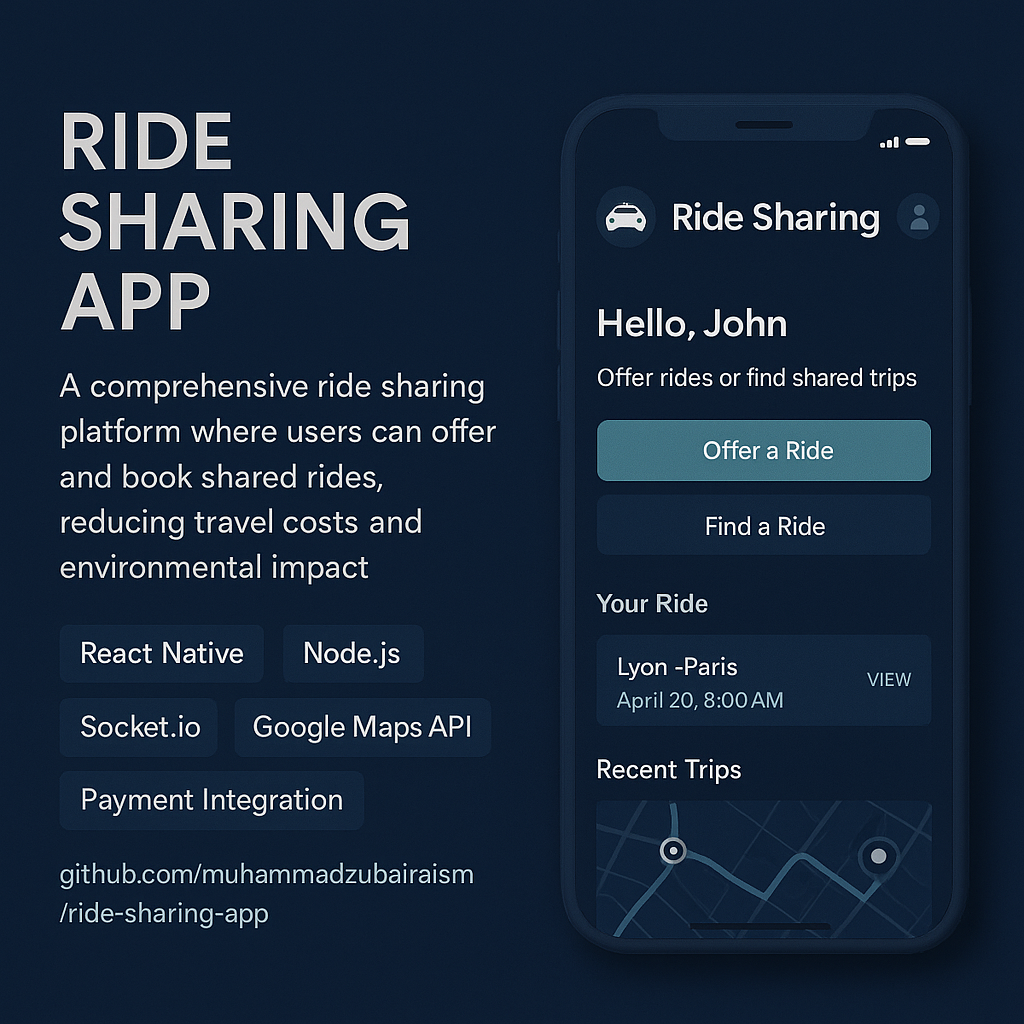 RIDE
SHARING
APP
A comprehensive ride sharing
platform where users can offer
and book shared rides,
reducing travel costs and
environmental impact
React Native
Node.js
Socket.io
Google Maps API
Payment Integration
github.com/muhammadzubairaism
/ride-sharing-app
Ride Sharing
Hello, John
Offer rides or find shared trips
Offer a Ride
Find a Ride
Your Ride
Lyon -Paris
April 20, 8:00 AM
VIEW
Recent Trips